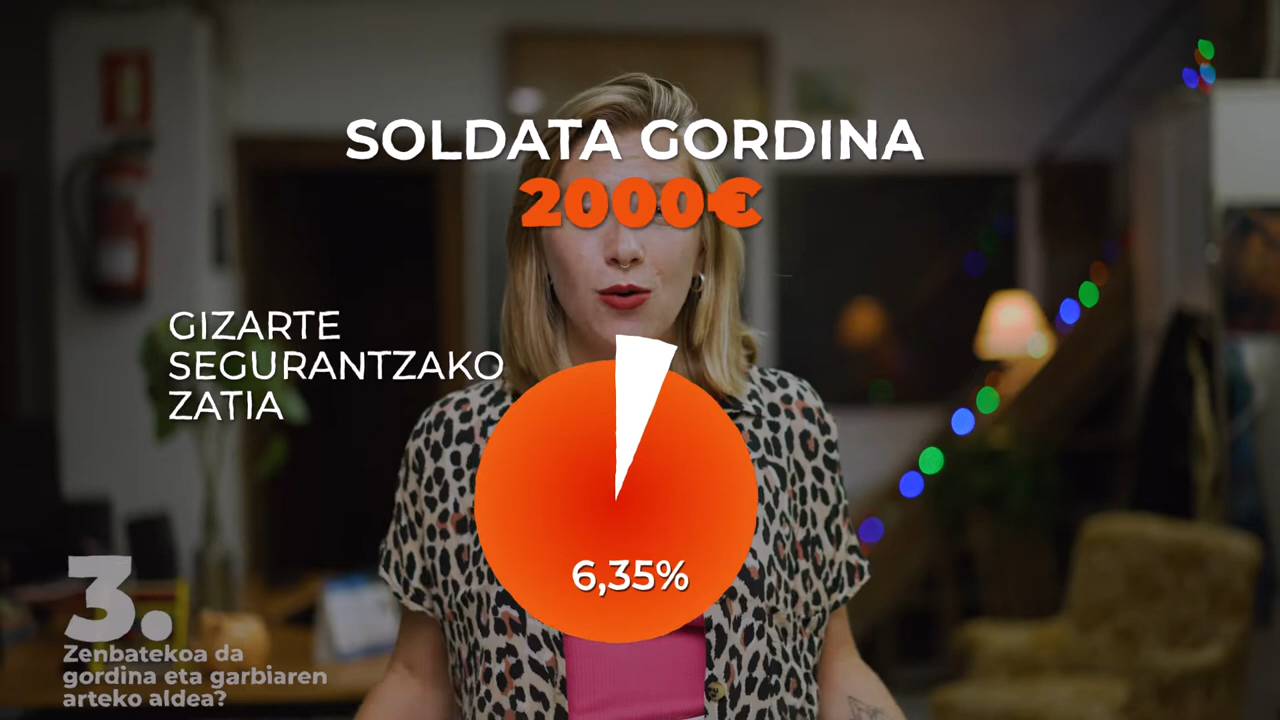 SOLDATA GORDINA
2000€
GIZARTE
SEGURANTZAKO
ZATIA
6,35%
3.
Zenbatekoa da
gordina eta garbiaren
arteko aldea?